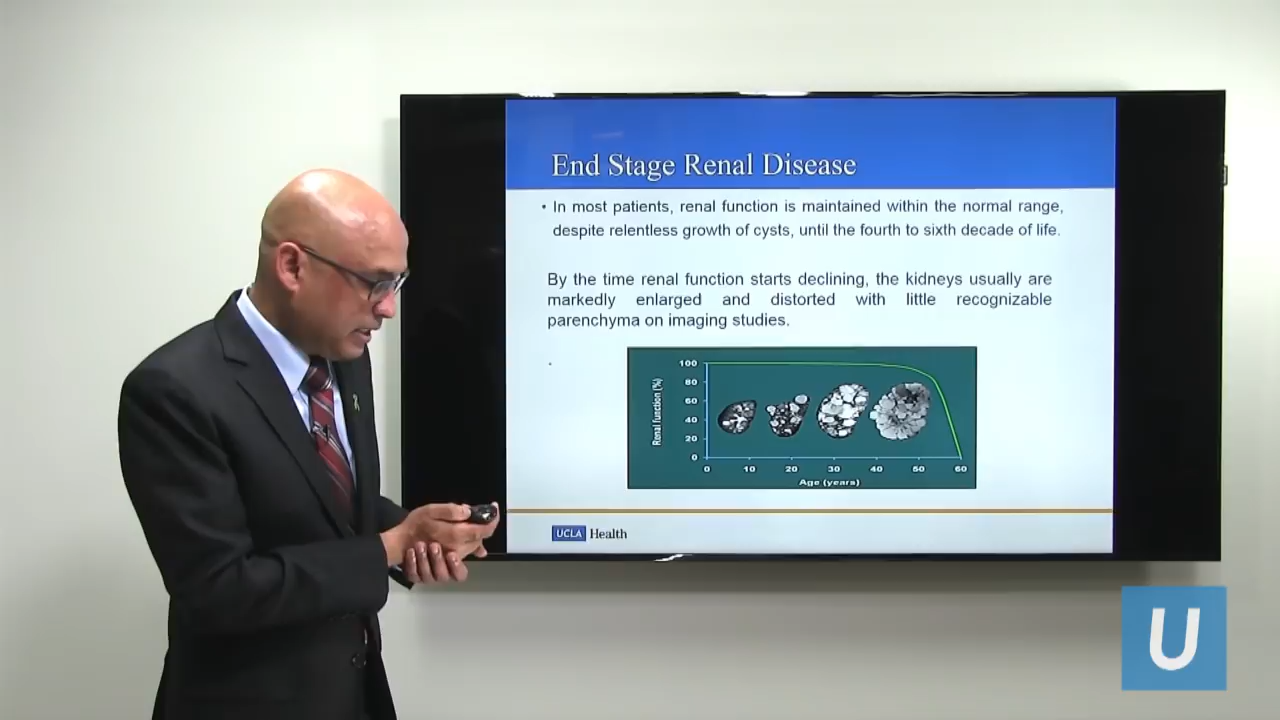 End Stage Renal Disease
• In most patients, renal function is maintained within the normal range,
despite relentless growth of cysts, until the fourth to sixth decade of life.
By the time renal function starts declining, the kidneys usually are
markedly enlarged and distorted with little recognizable
parenchyma on imaging studies.
Renal function (%)
100
80
60
40
20
0
0 10 20 30 40 50 60
Age (years)
UCLA Health
U